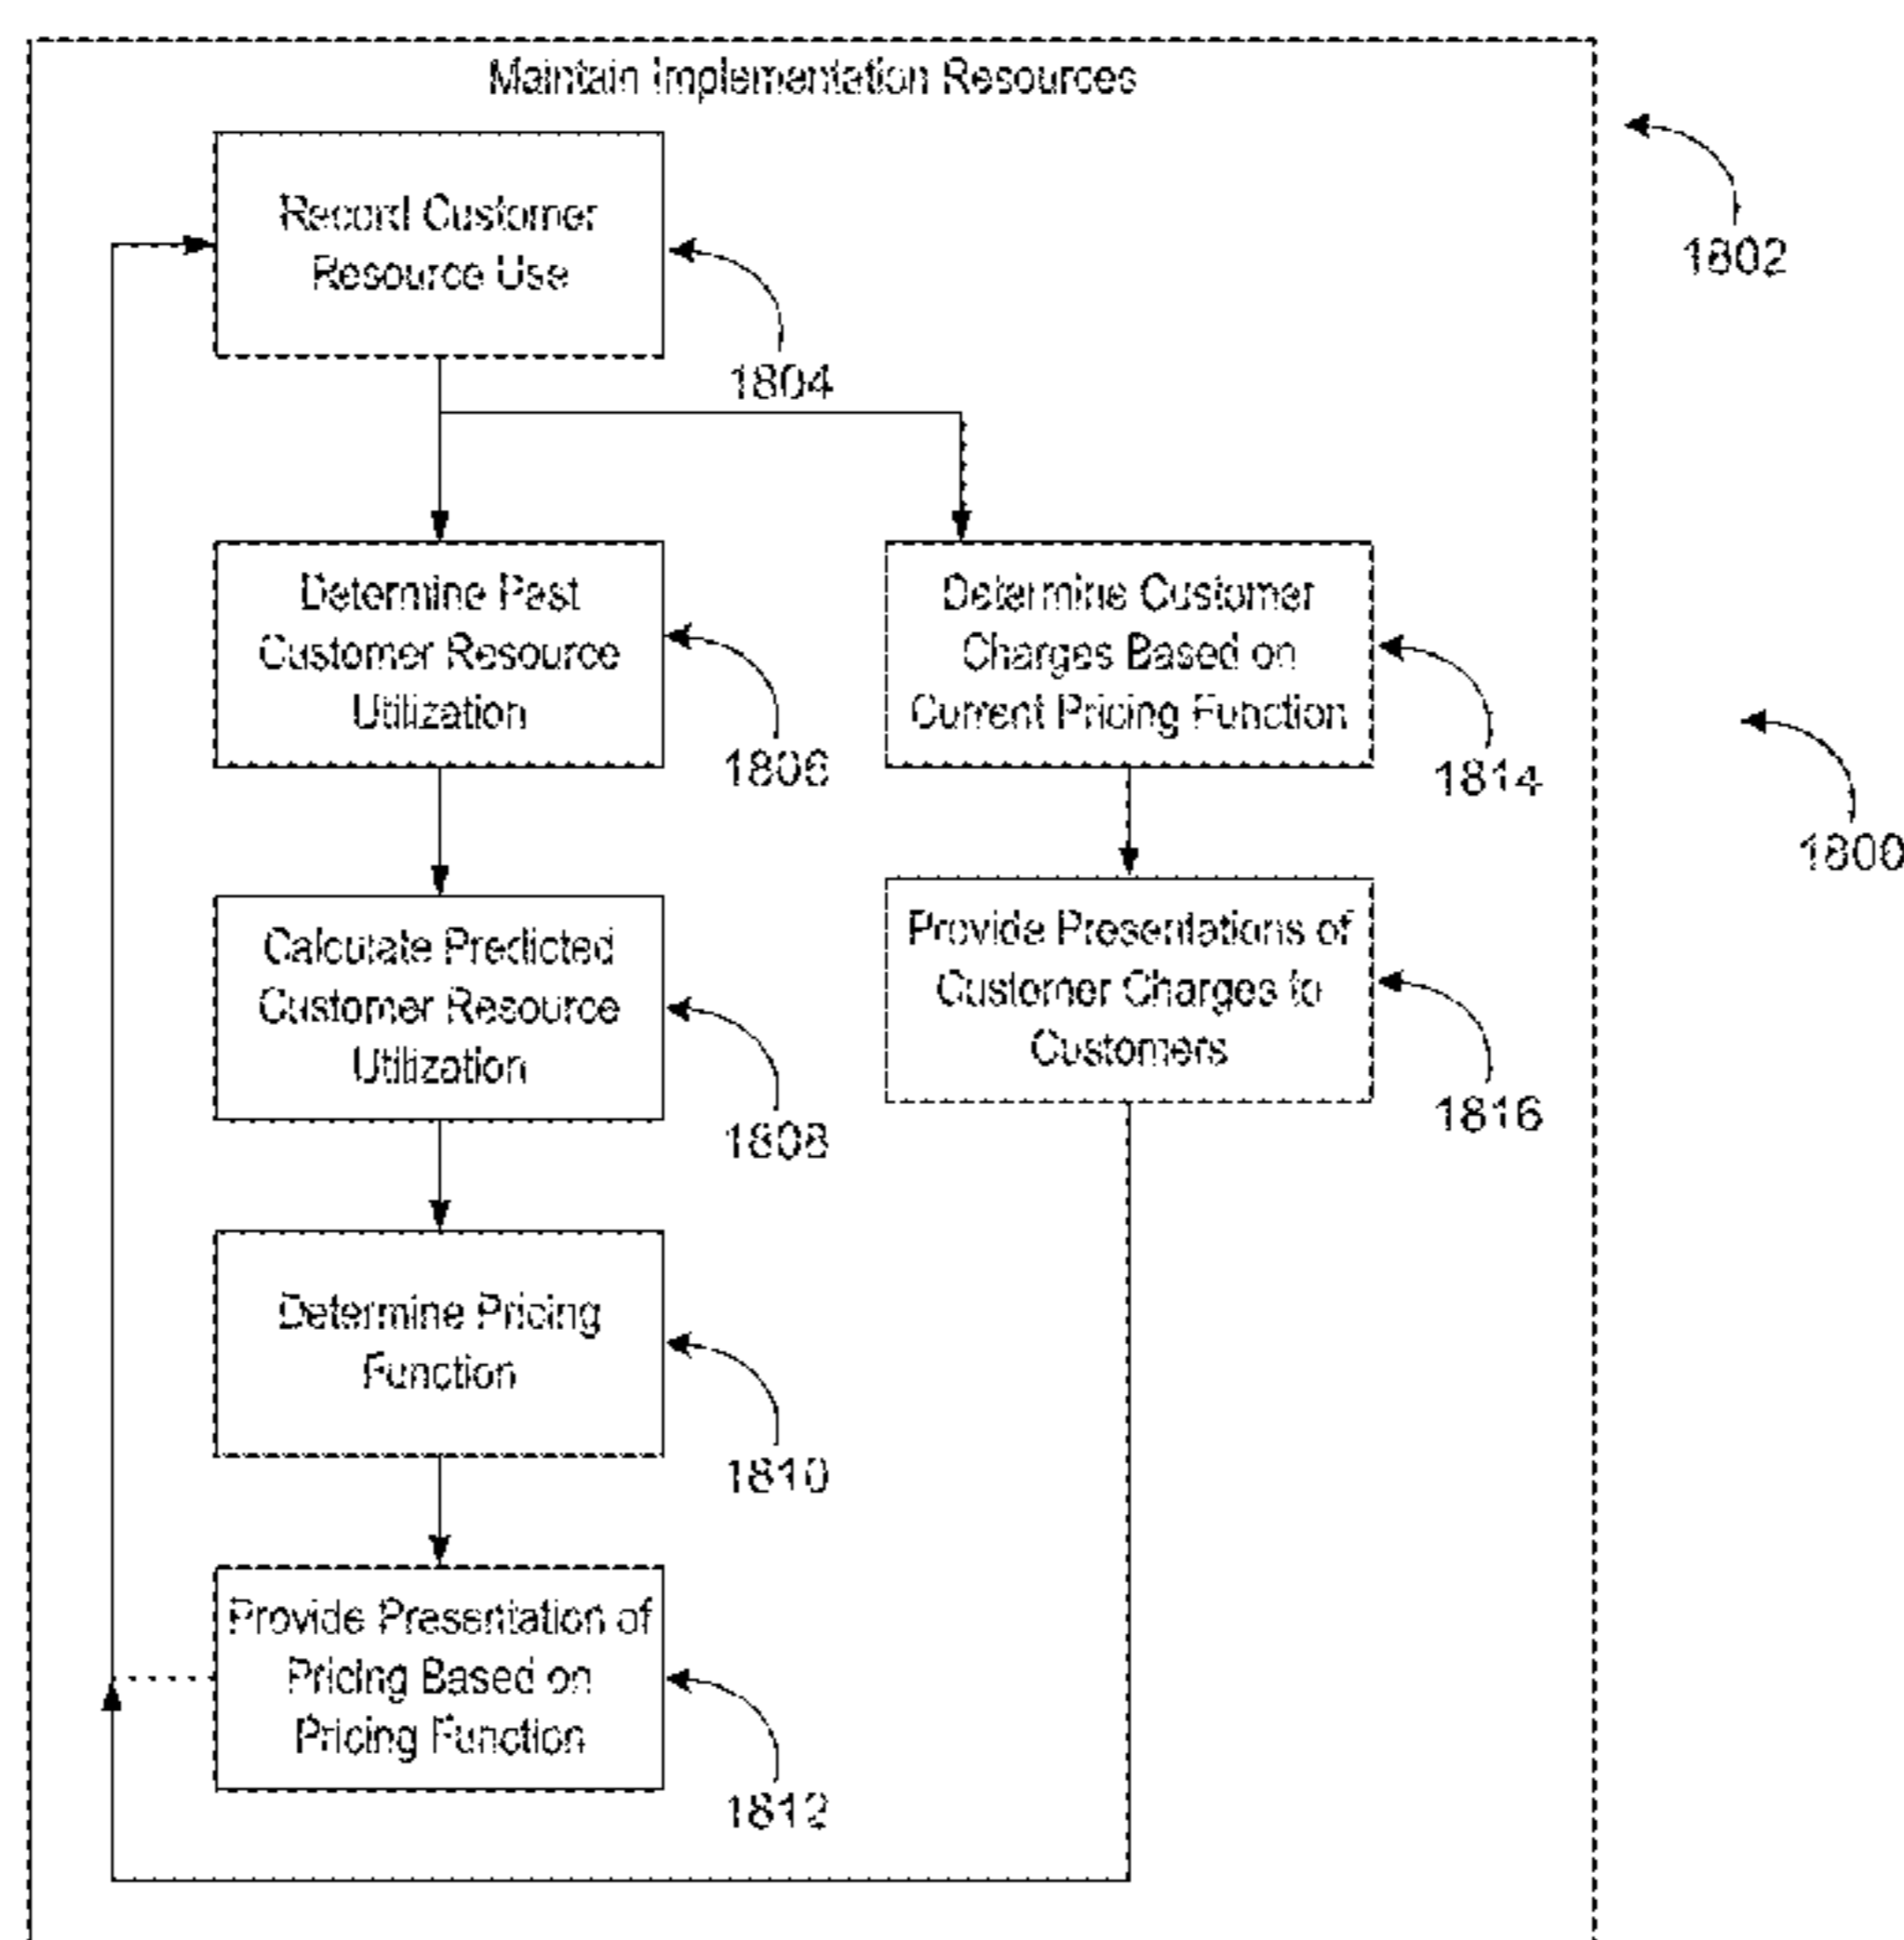 Maintain Implementation Resources
Record Customer
Resource Use
1802
1804
Determine Past
Customer Resource
Utilization
1806
Determine Customer
Charges Based on
Current Pricing Function
1814
1800
Calculate Predicted
Customer Resource
Utilization
1808
Provide Presentations of
Customer Charges to
Customers
1816
Determine Pricing
Function
1810
Provide Presentation of
Pricing Based on
Pricing Function
1812